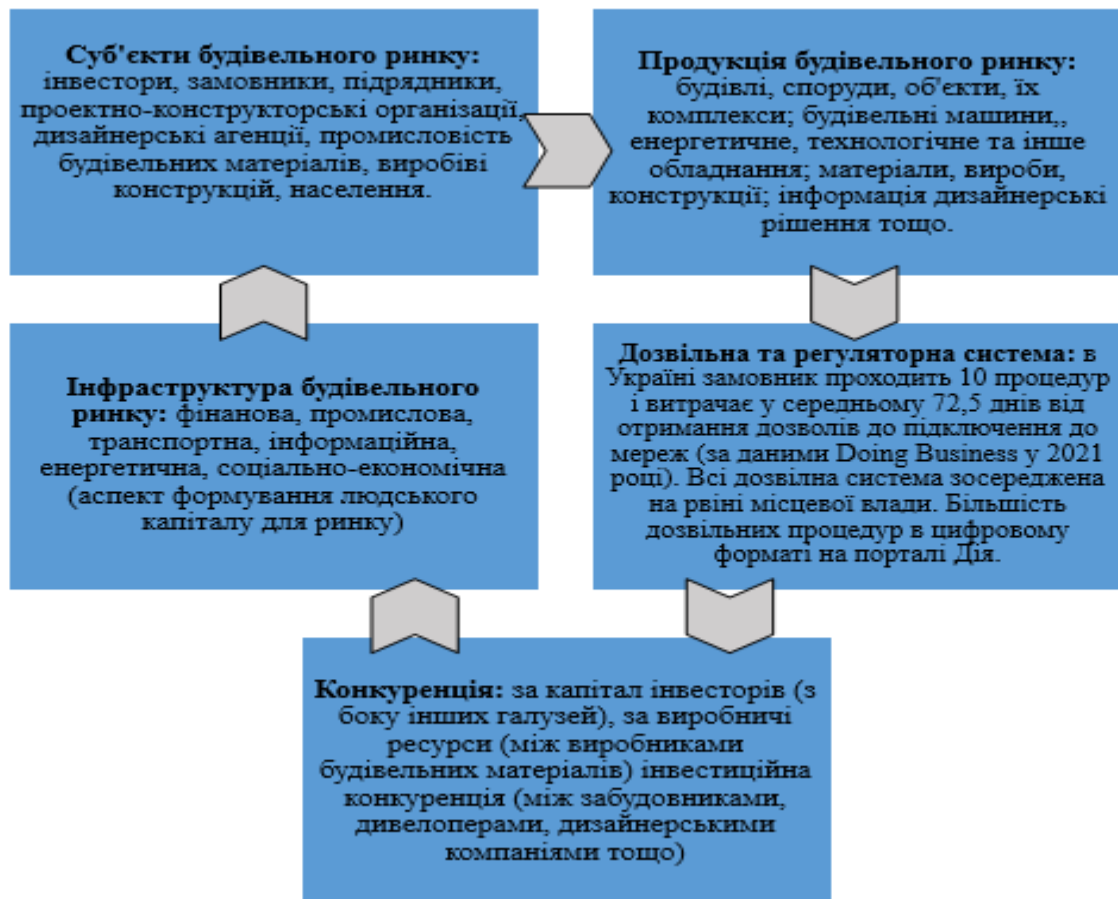 Суб'єкти будівельного ринку:
інвестори, замовники, підрядники,
проектно-конструкторські організації,
дизайнерські агенції, промисловість
будівельних матеріалів, виробіві
конструкцій, населення.
Продукція будівельного ринку:
будівлі, споруди, об'єкти, їх
комплекси; будівельні машини,,
енергетичне, технологічне та інше
обладнання; матеріали, вироби,
конструкції; інформація дизайнерські
рішення тощо.
Дозвільна та регуляторна система: в
Україні замовник проходить 10 процедур
і витрачає у середньому 72,5 днів від
отримання дозволів до підключення до
мереж (за даними Doing Business у 2021
році). Всі дозвілна система зосереджена
на рвіні місцевої влади. Більшість
дозвільних процедур в цифровому
форматі на порталі Дія.
Конкуренція: за капітал інвесторів (з
боку інших галузей), за виробничі
ресурси (між виробниками
будівельних матеріалів) інвестиційна
конкуренція (між забудовниками,
дивелоперами, дизайнерськими
компаніями тощо)
Інфраструктура будівельного
ринку: фінанова, промислова,
транспортна, інформаційна,
енергетична, соціально-економічна
(аспект формування людського
капіталу для ринку)